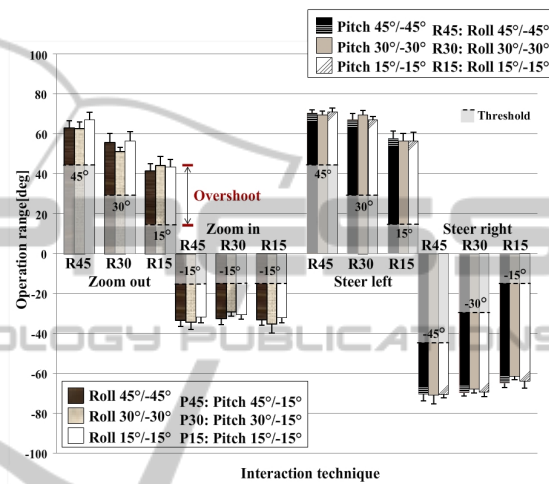 Pitch 45°/-45° R45: Roll 45°/-45°
Pitch 30°/-30° R30: Roll 30°/-30°
Pitch 15°/-15° R15: Roll 15°/-15°
Threshold
Operation range[deg]
100
80
60
40
20
0
-20
-40
-60
-80
-100
45°
30°
15°
Overshoot
45°
30°
15°
Zoom in
Steer right
R45 R30 R15
R45 R30 R15
R45 R30 R15
R45 R30 R15
Zoom out
Steer left
-15° -15° -15°
-45° -30° -15°
Roll 45°/-45° P45: Pitch 45°/-15°
Roll 30°/-30° P30: Pitch 30°/-15°
Roll 15°/-15° P15: Pitch 15°/-15°
Interaction technique
OLOGY PUBLICATIONS